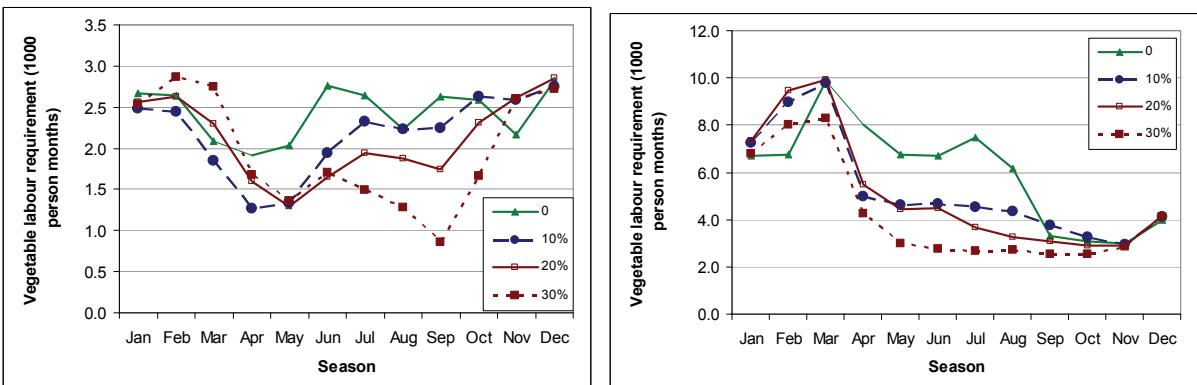 Vegetable labour requirement (1000
person months)
3.5
3.0
2.5
2.0
1.5
1.0
0.5
0.0
Jan Feb Mar Apr May Jun Jul Aug Sep Oct Nov Dec
Season
0
10%
20%
30%
Vegetable labour requirement (1000
person months)
12.0
10.0
8.0
6.0
4.0
2.0
0.0
Jan Feb Mar Apr May Jun Jul Aug Sep Oct Nov Dec
Season
0
10%
20%
30%